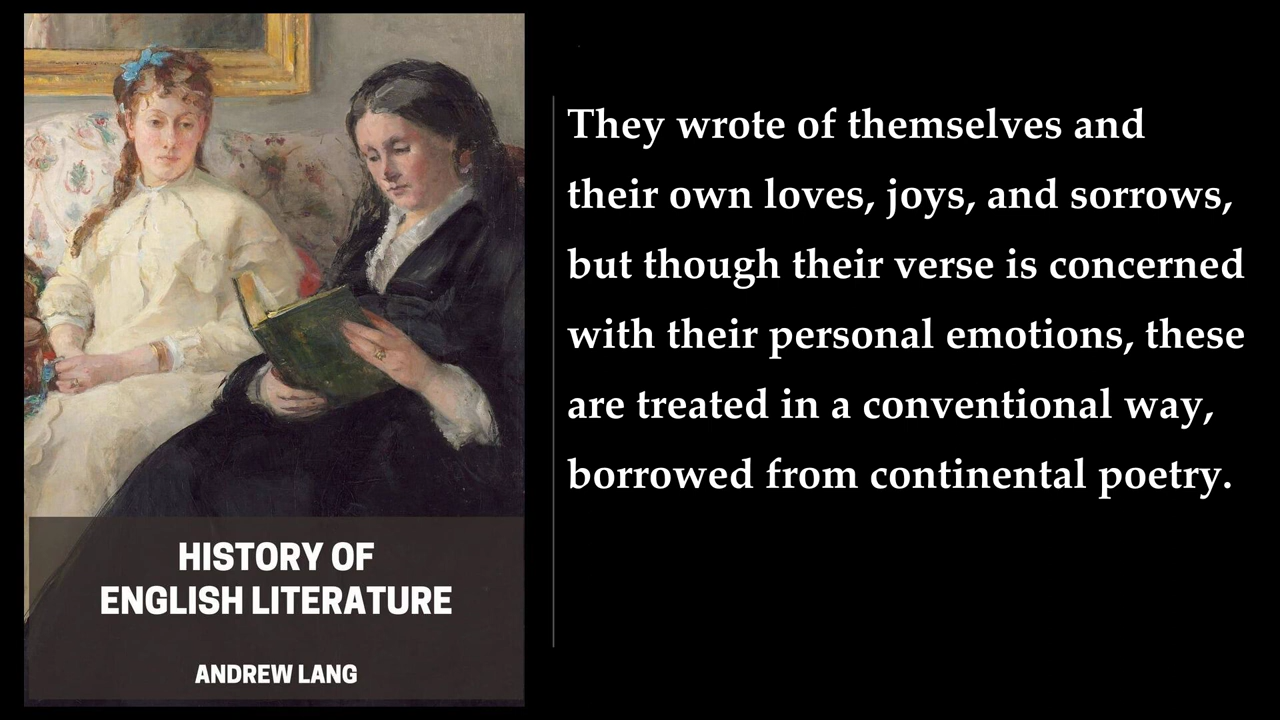 They wrote of themselves and
their own loves, joys, and sorrows,
but though their verse is concerned
with their personal emotions, these
are treated in a conventional way,
borrowed from continental poetry.
HISTORY OF
ENGLISH LITERATURE
ANDREW LANG